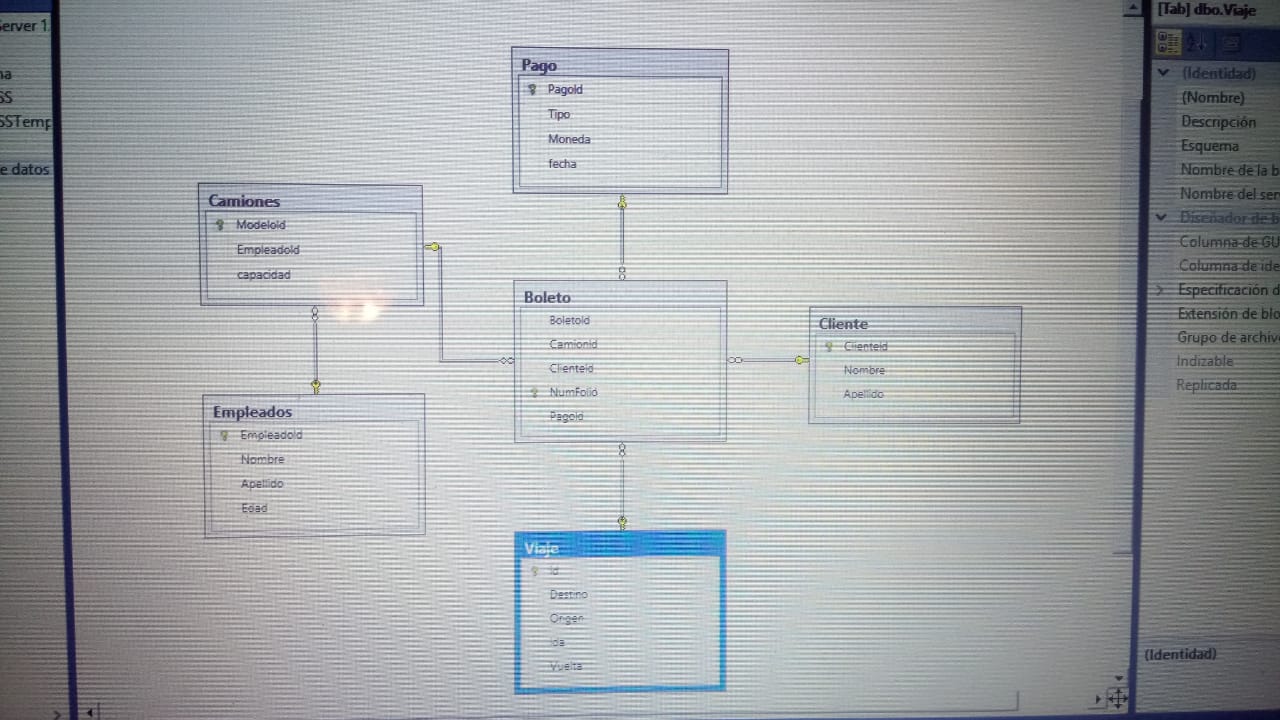 erver 1
na
SS
SSTemp
e datos
Pago
PagoId
Tipo
Moneda
fecha
Camiones
ModeloId
EmpleadoId
capacidad
Boleto
BoletoId
CamionId
ClienteId
NumFolio
PagoId
Cliente
ClienteId
Nombre
Apellido
Empleados
EmpleadoId
Nombre
Apellido
Edad
Viaje
id
Destino
Origen
Ida
Vuelta
[Tab] dbo.Viaje
(Identidad)
(Nombre)
Descripción
Esquema
Nombre de la b
Nombre del ser
Diseñador de t
Columna de GU
Columna de ide
Especificación d
Extensión de blo
Grupo de archivo
Indizable
Replicada
(Identidad)